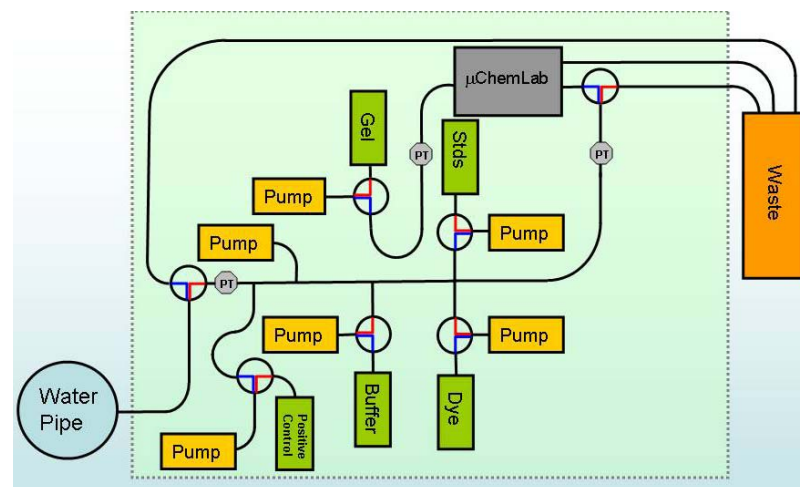 µChemLab
Gel
Stds
PT
PT
Waste
Pump
Pump
Pump
PT
Pump
Pump
Water
Pipe
Buffer
Dye
Positive
Control
Pump